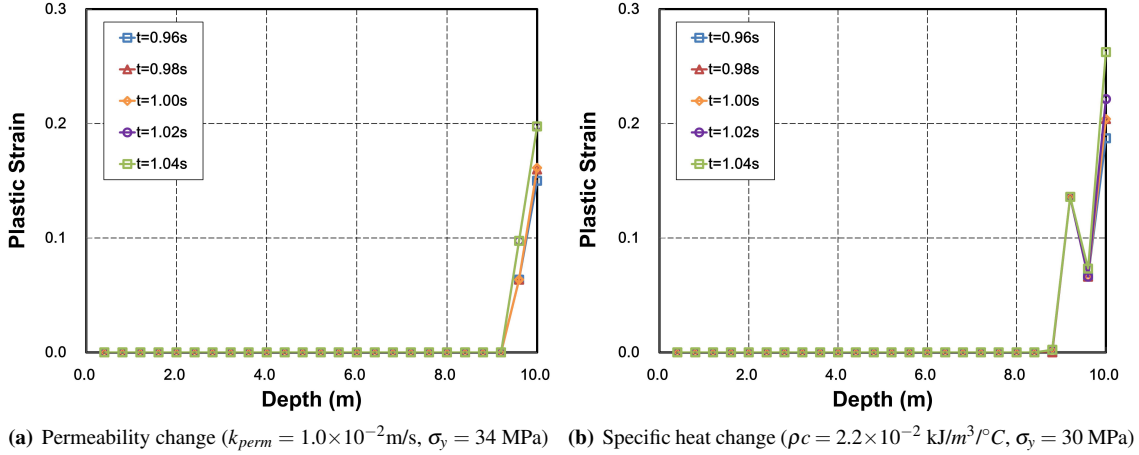 0.3
0.2
0.1
0.0
Plastic Strain
t=0.96s
t=0.98s
t=1.00s
t=1.02s
t=1.04s
0.0 2.0 4.0 6.0 8.0 10.0
Depth (m)
(a) Permeability change (k_perm = 1.0×10⁻²m/s, σ_y = 34 MPa)
0.3
0.2
0.1
0.0
Plastic Strain
t=0.96s
t=0.98s
t=1.00s
t=1.02s
t=1.04s
0.0 2.0 4.0 6.0 8.0 10.0
Depth (m)
(b) Specific heat change (ρc = 2.2×10⁻² kJ/m³/°C, σ_y = 30 MPa)